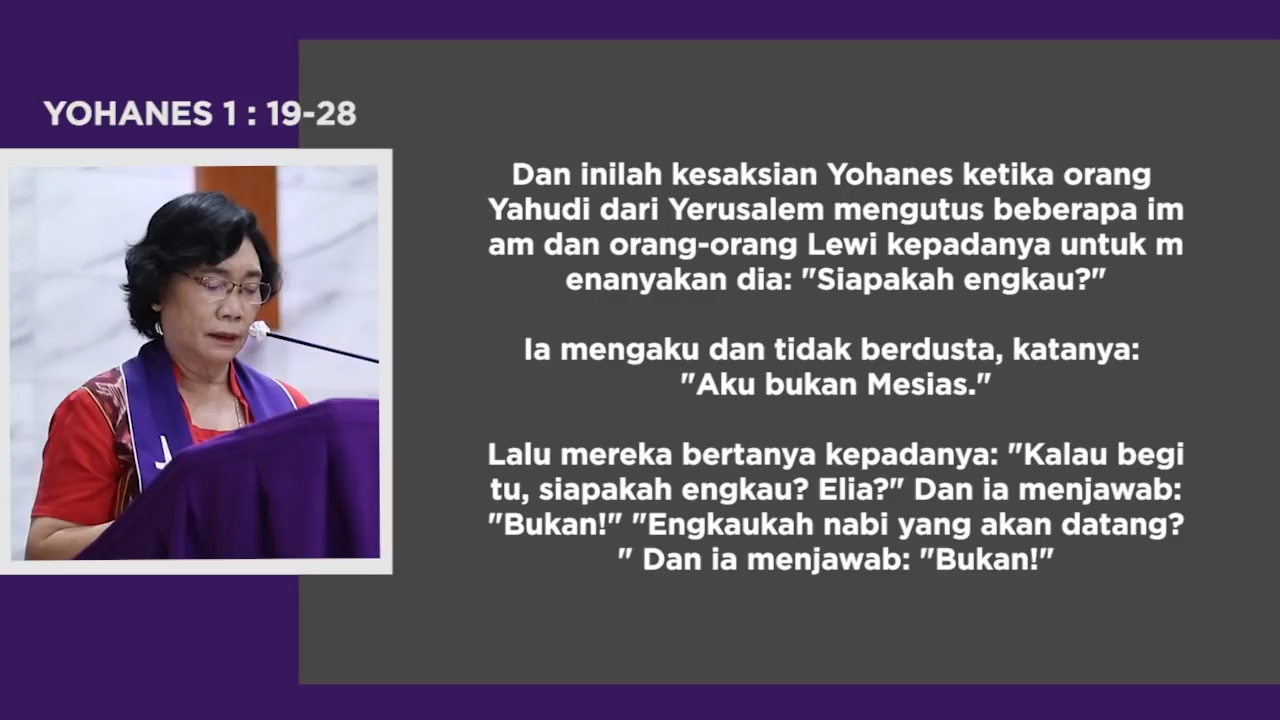 YOHANES 1 : 19-28
Dan inilah kesaksian Yohanes ketika orang
Yahudi dari Yerusalem mengutus beberapa im
am dan orang-orang Lewi kepadanya untuk m
enanyakan dia: "Siapakah engkau?"
Ia mengaku dan tidak berdusta, katanya:
"Aku bukan Mesias."
Lalu mereka bertanya kepadanya: "Kalau begi
tu, siapakah engkau? Elia?" Dan ia menjawab:
"Bukan!" "Engkaukah nabi yang akan datang?
" Dan ia menjawab: "Bukan!"